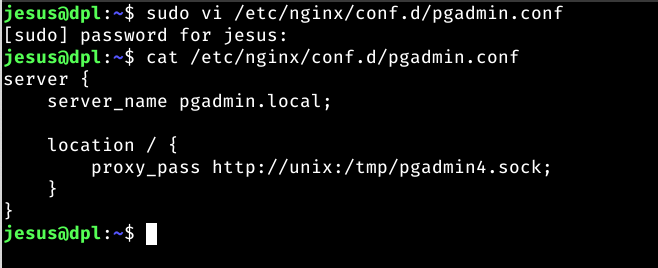 jesus@dpl:~$ sudo vi /etc/nginx/conf.d/pgadmin.conf
[sudo] password for jesus:
jesus@dpl:~$ cat /etc/nginx/conf.d/pgadmin.conf
server {
    server_name pgadmin.local;

    location / {
        proxy_pass http://unix:/tmp/pgadmin4.sock;
    }
}
jesus@dpl:~$